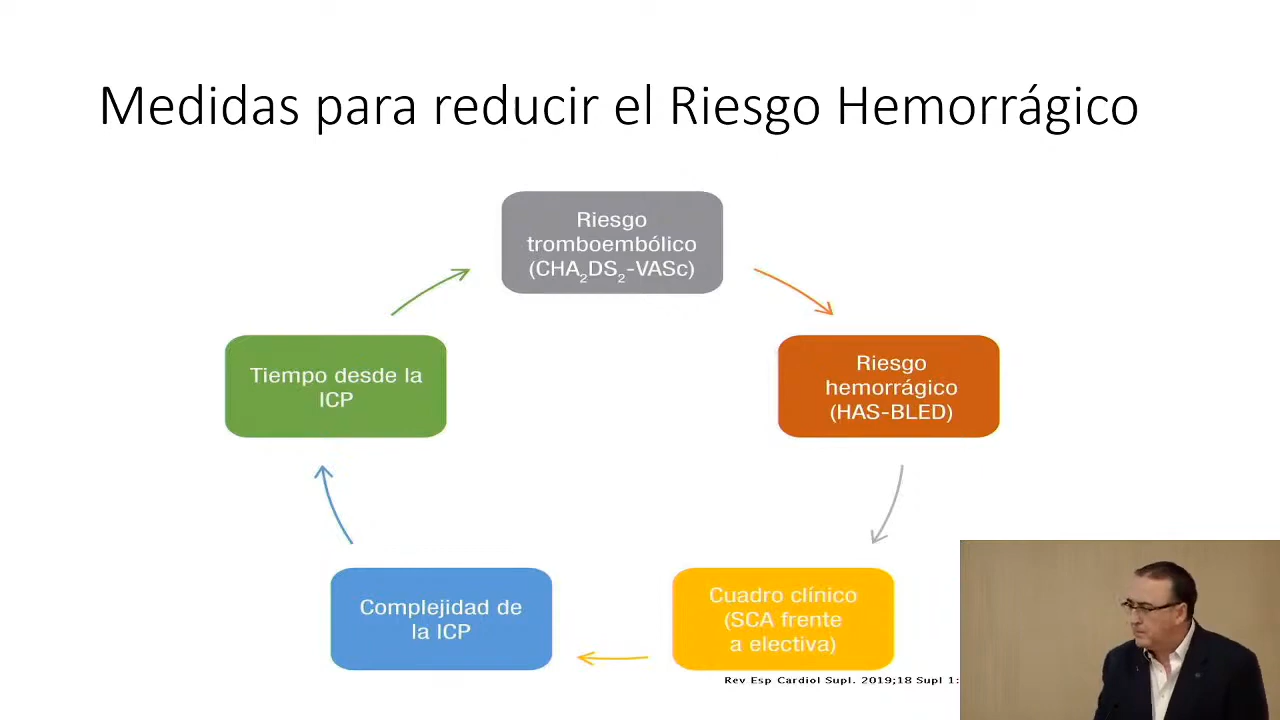 Medidas para reducir el Riesgo Hemorrágico
Riesgo
tromboembólico
(CHA₂DS₂-VASc)
Riesgo
hemorrágico
(HAS-BLED)
Cuadro clínico
(SCA frente
a electiva)
Complejidad de
la ICP
Tiempo desde la
ICP
Rev Esp Cardiol Supl. 2019;18 Supl 1: